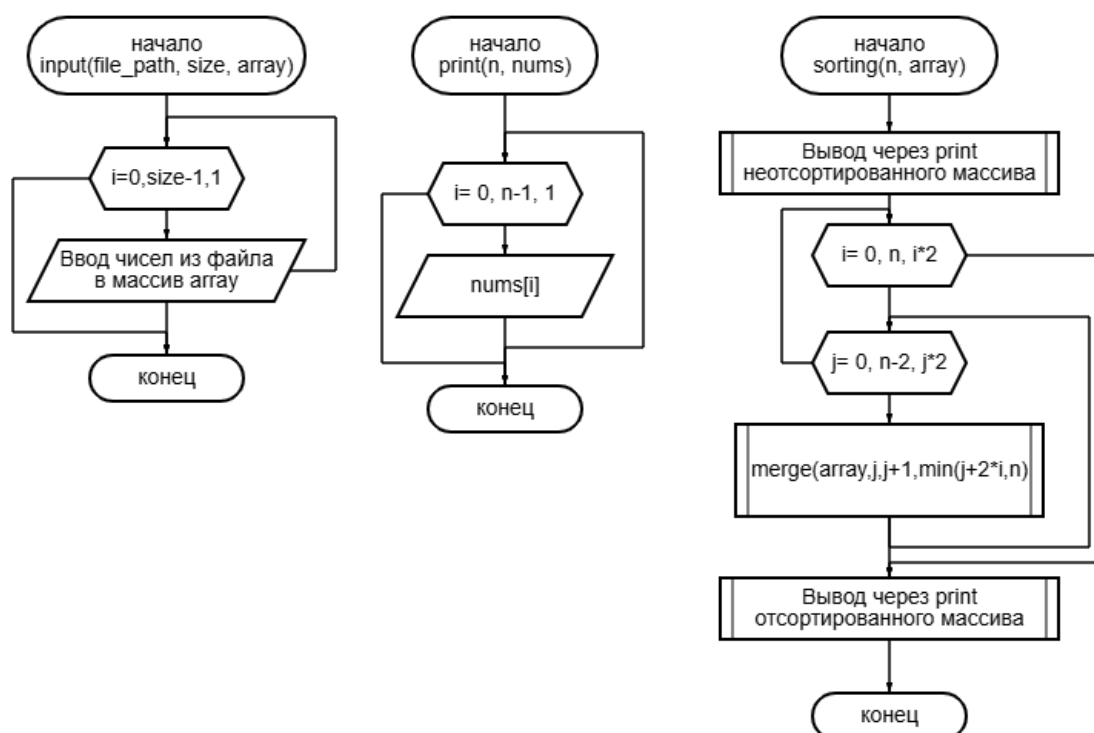 начало
input(file_path, size, array)
i=0,size-1,1
Ввод чисел из файла
в массив array
конец
начало
print(n, nums)
i= 0, n-1, 1
nums[i]
конец
начало
sorting(n, array)
Вывод через print
неотсортированного массива
i= 0, n, i*2
j= 0, n-2, j*2
merge(array,j,j+1,min(j+2*i,n)
Вывод через print
отсортированного массива
конец